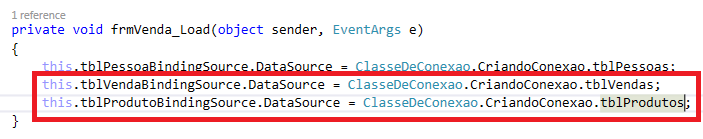 1 reference
private void frmVenda_Load(object sender, EventArgs e)
{
this.tblPessoaBindingSource.DataSource = ClasseDeConexao.CriandoConexao.tblPessoas;
this.tblVendaBindingSource.DataSource = ClasseDeConexao.CriandoConexao.tblVendas;
this.tblProdutoBindingSource.DataSource = ClasseDeConexao.CriandoConexao.tblProdutos;
}